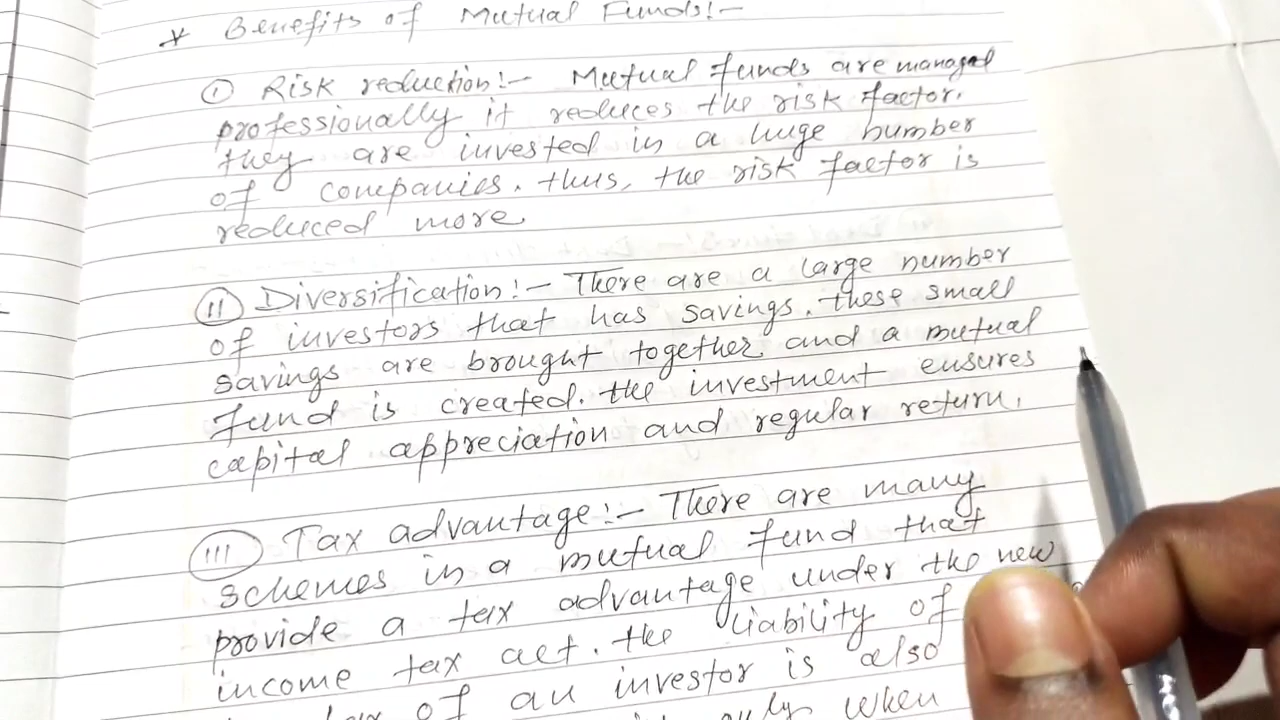 * Benefits of Mutual Funds:-
① Risk reduction:- Mutual funds are managed
professionally it reduces the risk factor.
they are invested in a huge number
of companies. thus, the risk factor is
reduced more
(II) Diversification:- There are a large number
of investors that has savings. these small
savings are brought together and a mutual
fund is created. the investment ensures
capital appreciation and regular return.
(III) Tax advantage:- There are many
schemes in a mutual fund that
provide a tax advantage under the new
income tax act. the liability of
of an investor is also
only when